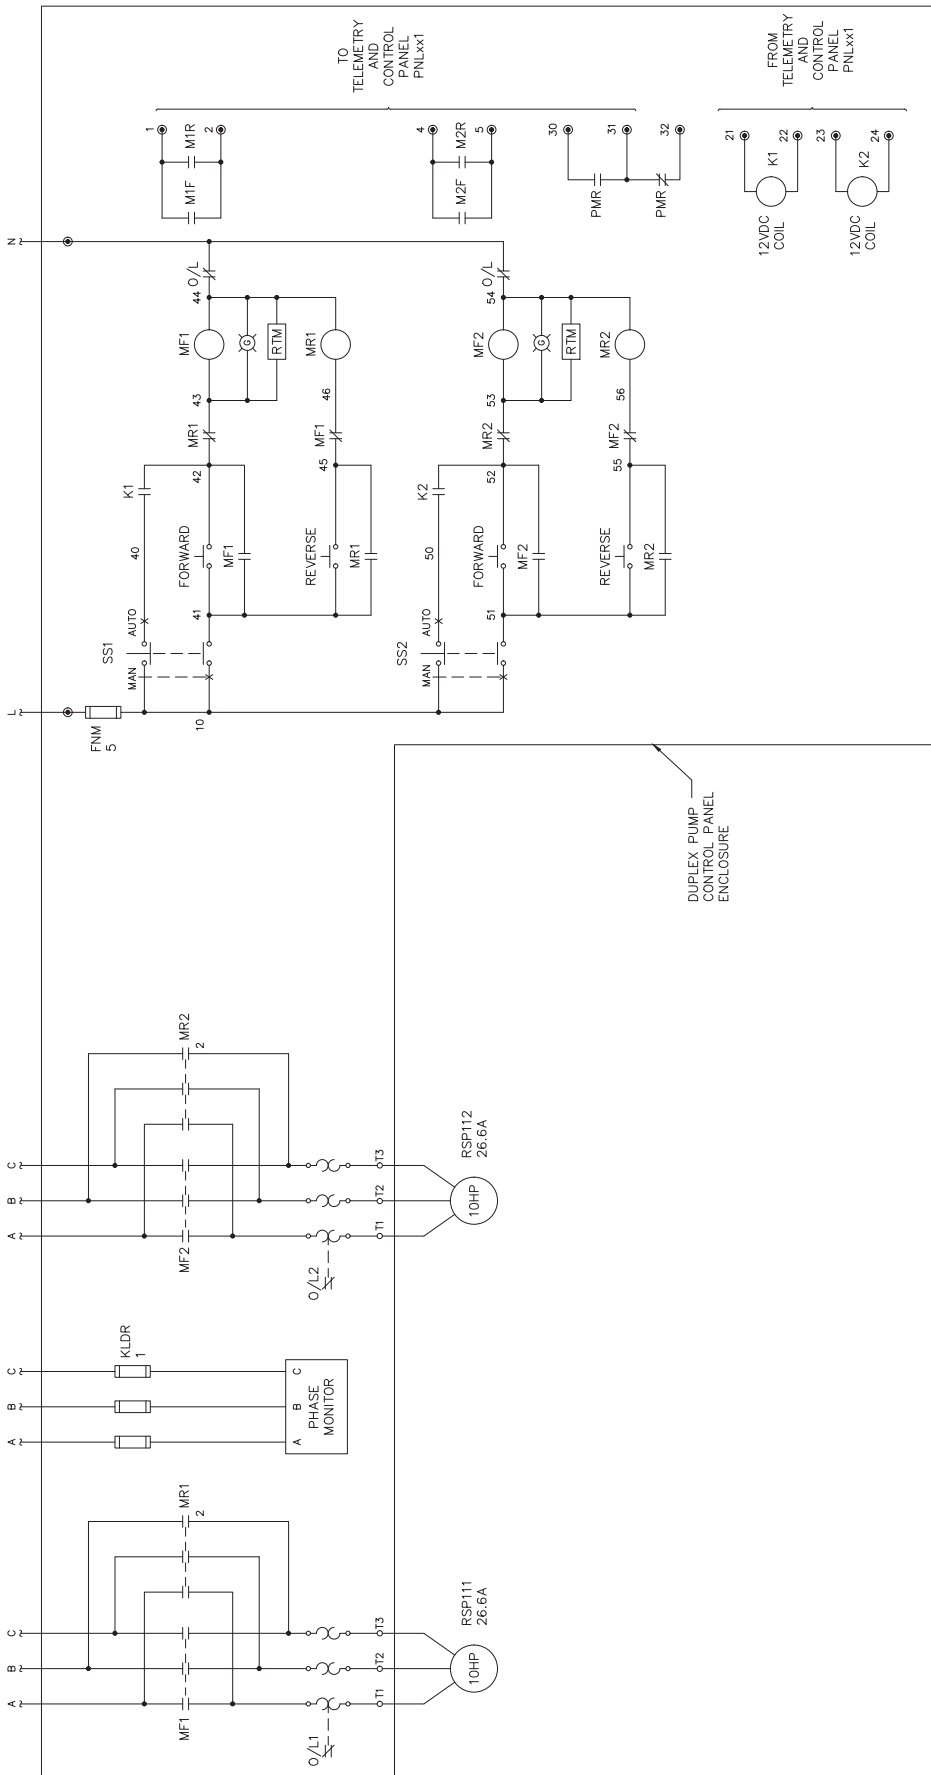 A
B
C
MF1
MR1
2
O/L1
T1
T2
T3
10HP
RSP111
26.6A
A
B
C
KLDR
1
A
B
C
PHASE
MONITOR
A
B
C
MF2
MR2
2
O/L2
T1
T2
T3
10HP
RSP112
26.6A
DUPLEX PUMP
CONTROL PANEL
ENCLOSURE
L
N
FNM
5
10
SS1
MAN
AUTO
40
K1
41
FORWARD
42
MR1
43
MF1
44
O/L
MF1
G
RTM
REVERSE
45
MF1
46
MR1
MR1
SS2
MAN
AUTO
50
K2
51
FORWARD
52
MR2
53
MF2
54
O/L
MF2
G
RTM
REVERSE
55
MF2
56
MR2
MR2
TO
TELEMETRY
AND
CONTROL
PANEL
PNLxx1
1
M1F
M1R
2
4
M2F
M2R
5
30
PMR
31
PMR
32
FROM
TELEMETRY
AND
CONTROL
PANEL
PNLxx1
21
K1
22
12VDC
COIL
23
K2
24
12VDC
COIL